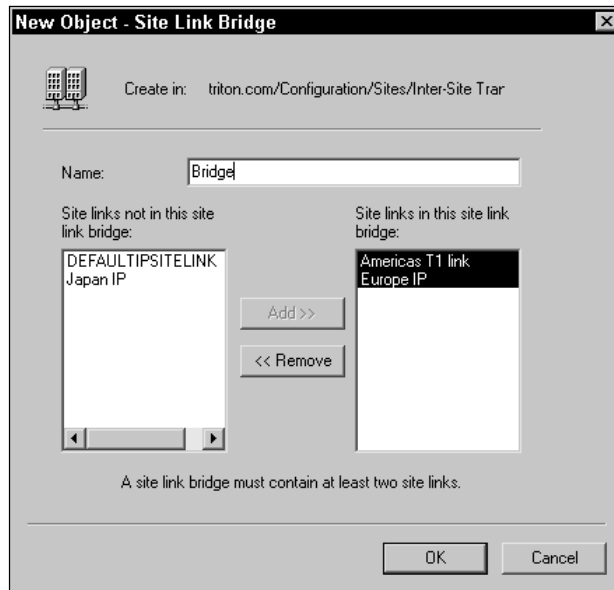 New Object - Site Link Bridge
Create in: triton.com/Configuration/Sites/Inter-Site Trar
Name: Bridge
Site links not in this site
link bridge:
DEFAULTIPSITELINK
Japan IP
Site links in this site link
bridge:
Americas T1 link
Europe IP
Add >>
<< Remove
A site link bridge must contain at least two site links.
OK Cancel